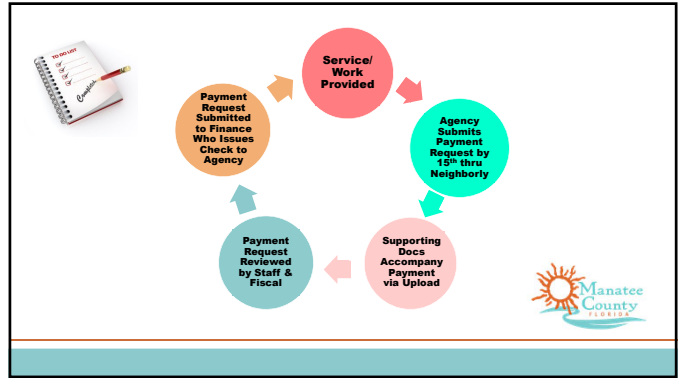 TO DO LIST
Complete
Service/
Work
Provided
Agency
Submits
Payment
Request by
15th thru
Neighborly
Supporting
Docs
Accompany
Payment
via Upload
Payment
Request
Reviewed
by Staff &
Fiscal
Payment
Request
Submitted
to Finance
Who Issues
Check to
Agency
Manatee
County
FLORIDA